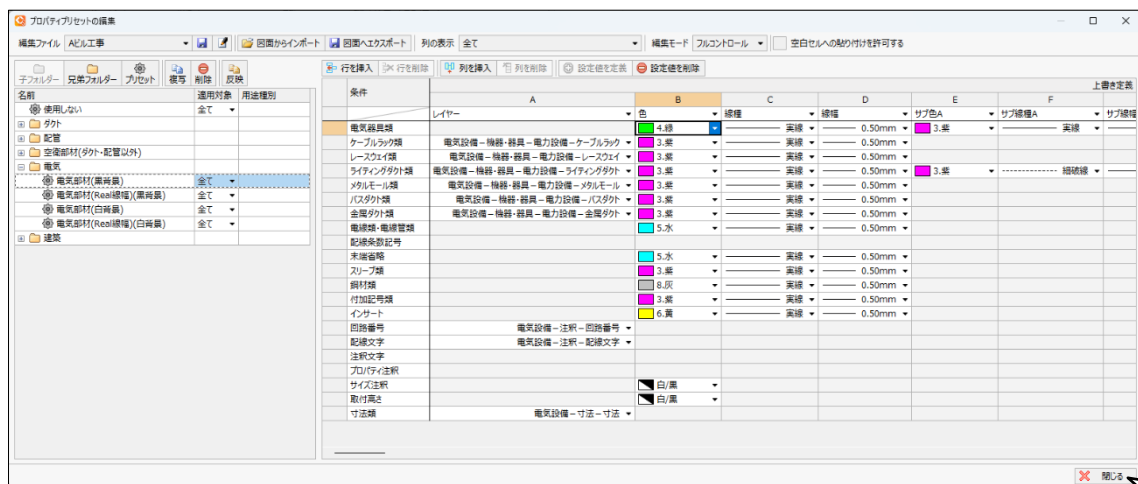 プロパティプリセットの編集
編集ファイル Aビル工事 図面からインポート 図面へエクスポート 列の表示 全て 編集モード フルコントロール 空白セルへの貼り付けを許可する
子フォルダー 兄弟フォルダー プリセット 複写 削除 反映
名前 適用対象 用途種別
使用しない 全て
ダクト
配管
空衛部材(ダクト・配管以外)
電気
電気部材(黒背景) 全て
電気部材(Real線幅)(黒背景) 全て
電気部材(白背景) 全て
電気部材(Real線幅)(白背景) 全て
建築
行を挿入 行を削除 列を挿入 列を削除 設定値を定義 設定値を削除
条件 上書き定義
A B C D E F
レイヤー 色 線種 線幅 サブ色A サブ線種A サブ線幅
電気器具類 4.緑 実線 0.50mm 3.紫 実線
ケーブルラック類 電気設備-機器・器具-電力設備-ケーブルラック 3.紫 実線 0.50mm
レースウェイ類 電気設備-機器・器具-電力設備-レースウェイ 3.紫 実線 0.50mm
ライティングダクト類 電気設備-機器・器具-電力設備-ライティングダクト 3.紫 実線 0.50mm 3.紫 細破線
メタルモール類 電気設備-機器・器具-電力設備-メタルモール 3.紫 実線 0.50mm
バスダクト類 電気設備-機器・器具-電力設備-バスダクト 3.紫 実線 0.50mm
金属ダクト類 電気設備-機器・器具-電力設備-金属ダクト 3.紫 実線 0.50mm
電線類・電線管類 5.水 実線 0.50mm
配線条数記号
末端省略 5.水 実線 0.50mm
スリーブ類 3.紫 実線 0.50mm
鋼材類 8.灰 実線 0.50mm
付加記号類 3.紫 実線 0.50mm
インサート 6.黄 実線 0.50mm
回路番号 電気設備-注釈-回路番号
配線文字 電気設備-注釈-配線文字
注釈文字
プロパティ注釈
サイズ注釈 白/黒
取付高さ 白/黒
寸法類 電気設備-寸法-寸法
閉じる